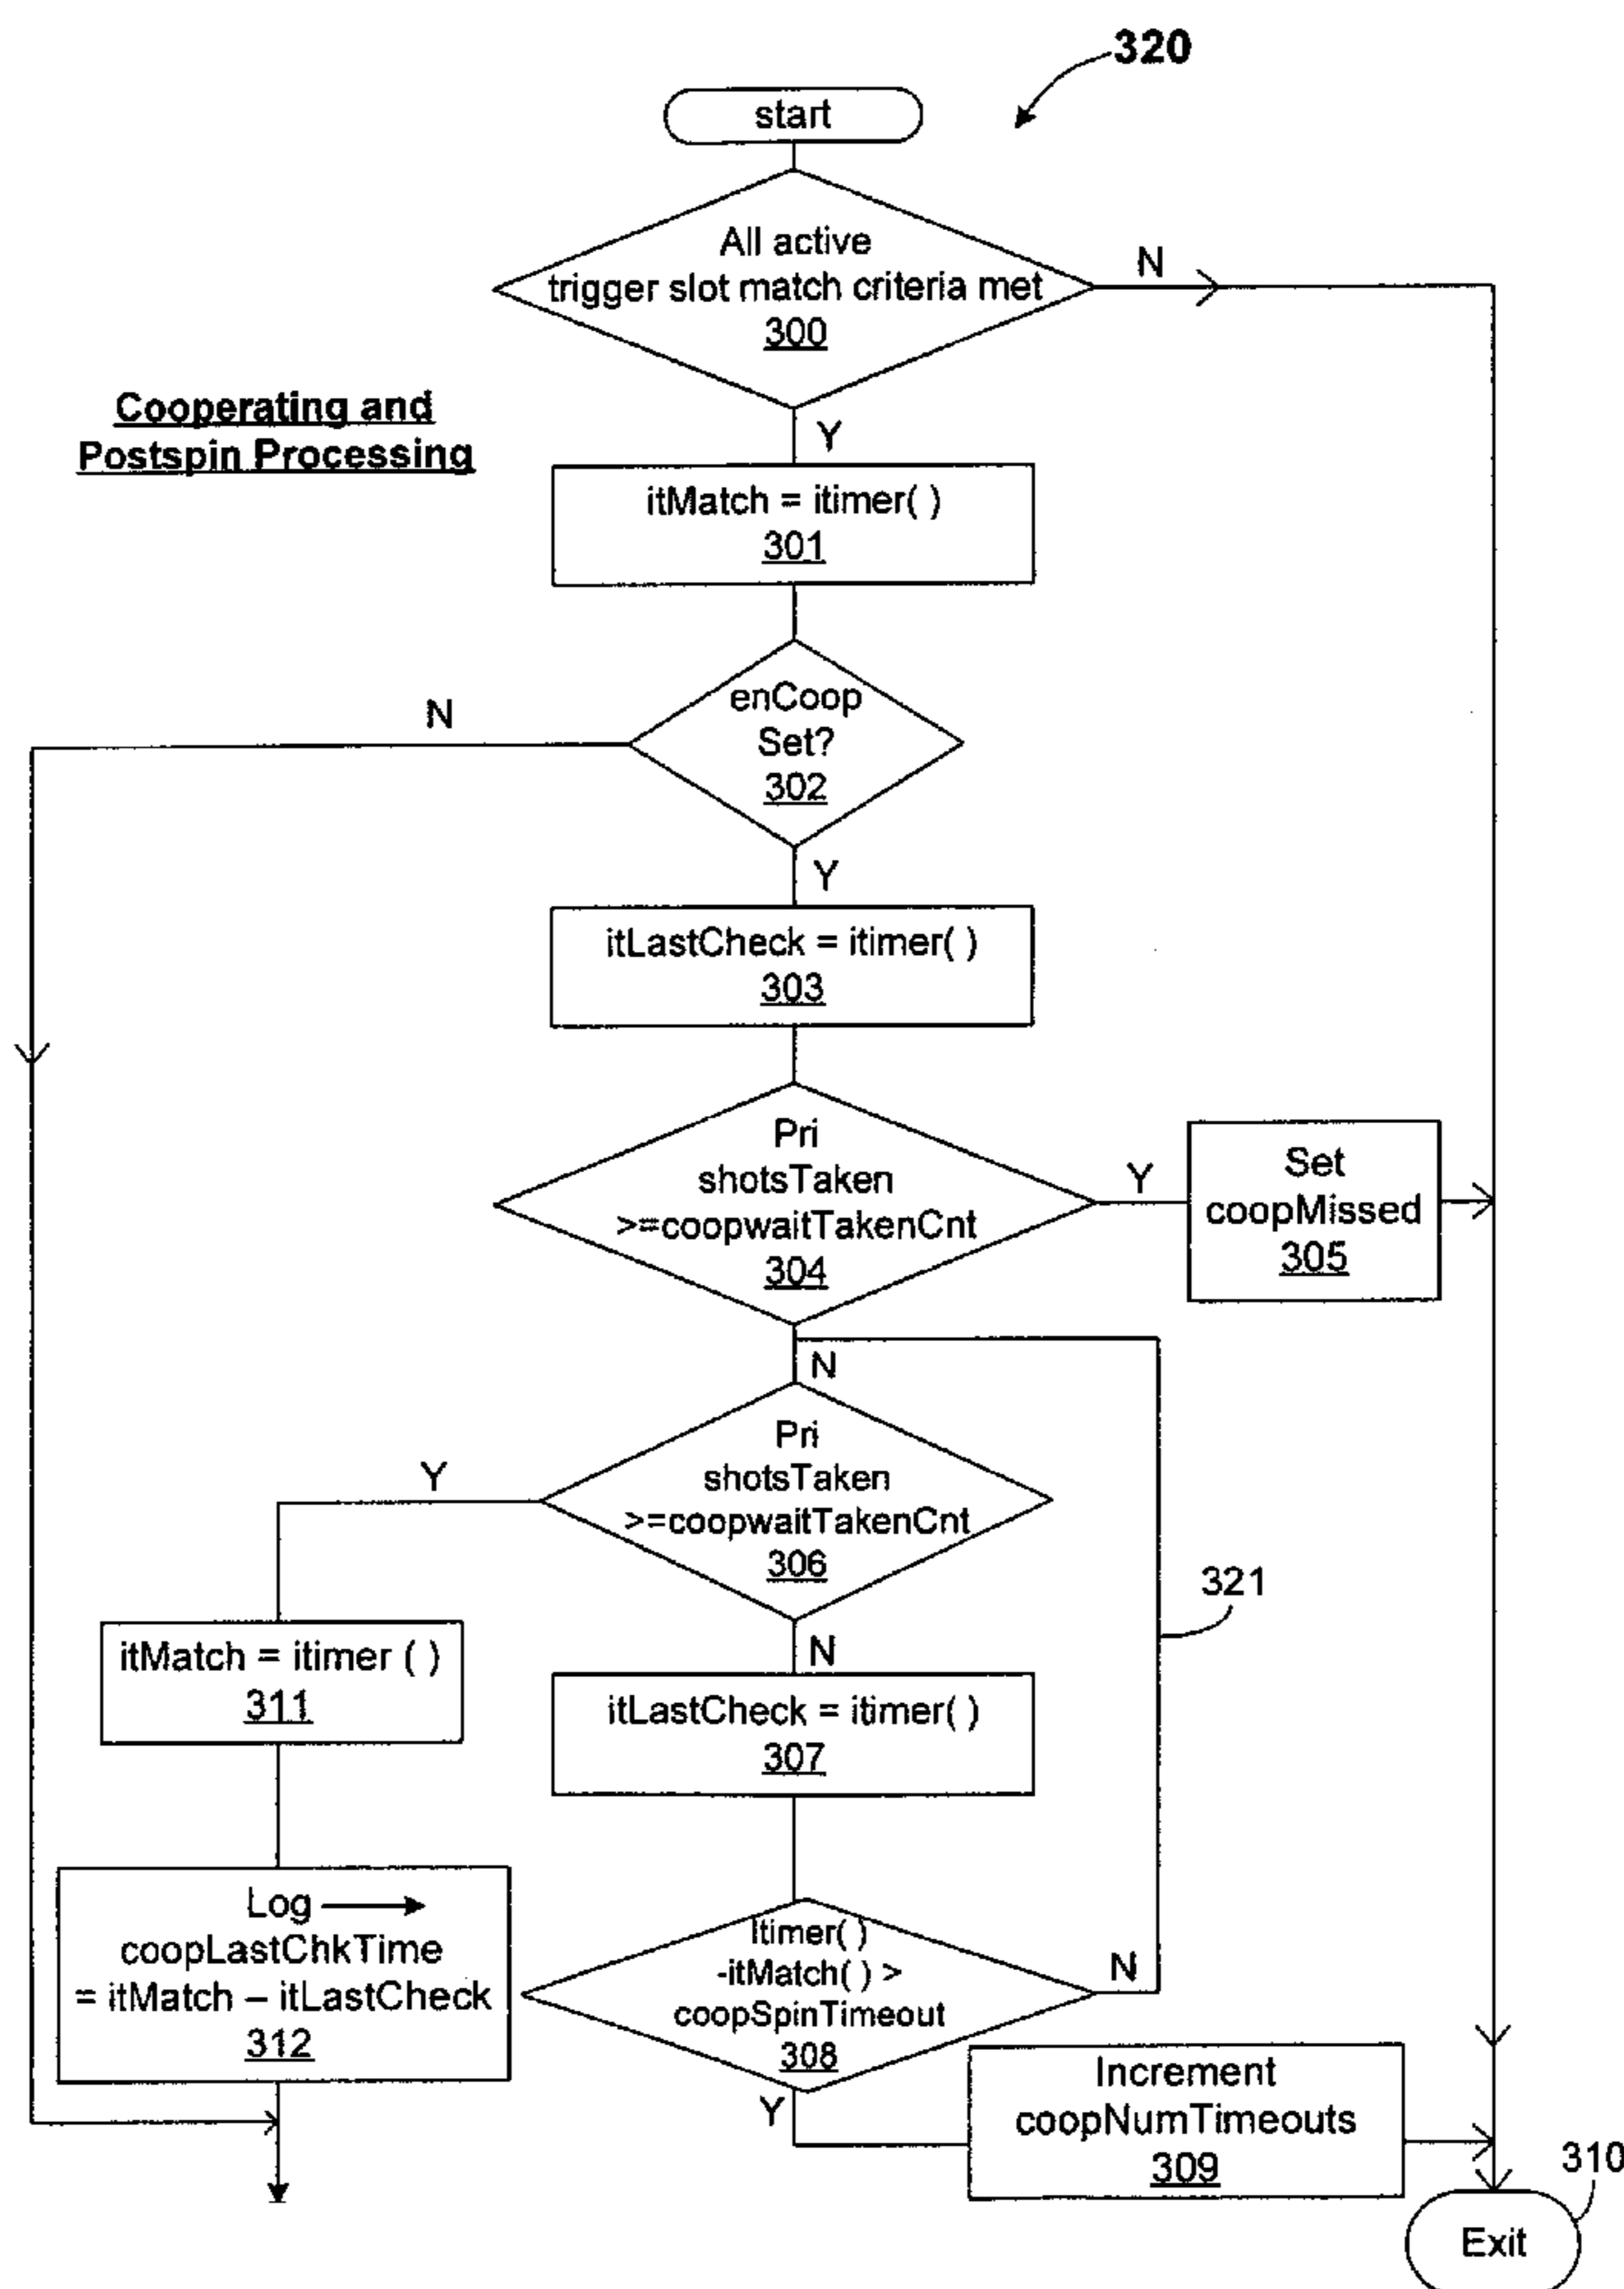 320
start
All active
trigger slot match criteria met
300
N
Cooperating and
Postspin Processing
Y
itMatch = itimer( )
301
enCoop
Set?
302
N
Y
itLastCheck = itimer( )
303
Pri
shotsTaken
>=coopwaitTakenCnt
304
Y
Set
coopMissed
305
N
Pri
shotsTaken
>=coopwaitTakenCnt
306
Y
321
N
itMatch = itimer ( )
311
itLastCheck = itimer( )
307
Log
coopLastChkTime
= itMatch – itLastCheck
312
Itimer( )
-itMatch( ) >
coopSpinTimeout
308
N
Y
Increment
coopNumTimeouts
309
310
Exit